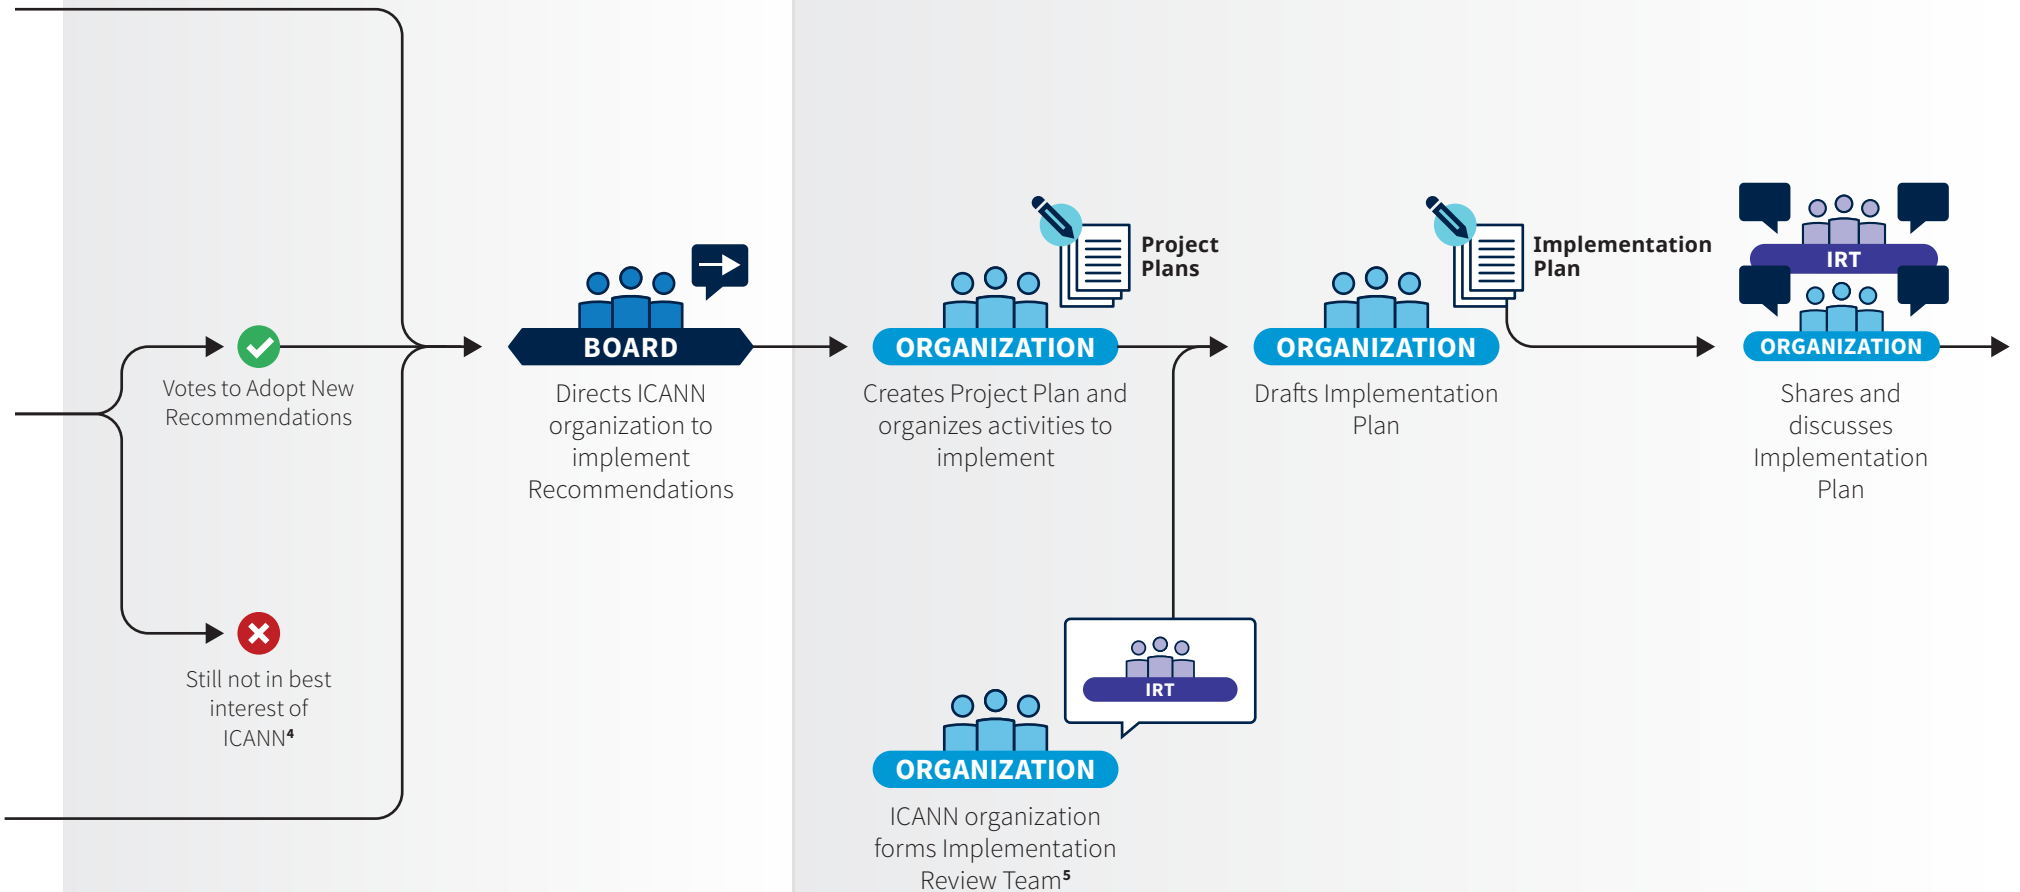 Votes to Adopt New
Recommendations
Still not in best
interest of
ICANN⁴
BOARD
Directs ICANN
organization to
implement
Recommendations
Project
Plans
ORGANIZATION
Creates Project Plan and
organizes activities to
implement
IRT
ORGANIZATION
ICANN organization
forms Implementation
Review Team⁵
Implementation
Plan
ORGANIZATION
Drafts Implementation
Plan
IRT
ORGANIZATION
Shares and
discusses
Implementation
Plan